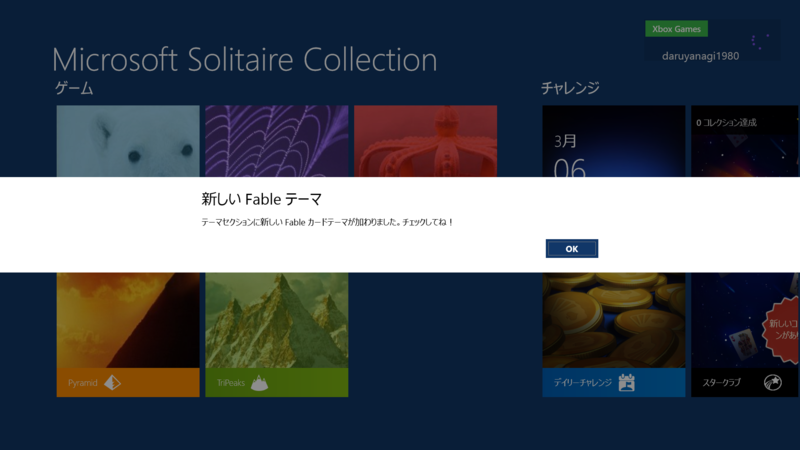 Xbox Games
daruyanagi1980
Microsoft Solitaire Collection
ゲーム
チャレンジ
3月
06
0 コレクション達成
新しい Fable テーマ
テーマセクションに新しい Fable カードテーマが加わりました。チェックしてね！
OK
Pyramid
TriPeaks
デイリーチャレンジ
新しいコ
ンがあ
スタークラブ